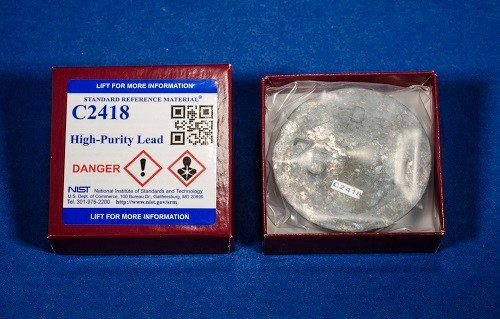 LIFT FOR MORE INFORMATION
STANDARD REFERENCE MATERIAL®
C2418
High-Purity Lead
DANGER
NIST National Institute of Standards and Technology
U.S. Dept. of Commerce, 100 Bureau Dr., Gaithersburg, MD 20899
Tel. 301-975-2200 http://www.nist.gov/srm
LIFT FOR MORE INFORMATION
C2418